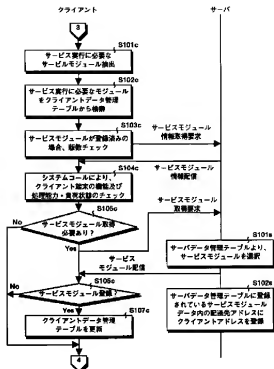 クライアント
サーバ
3
S101c
サービス実行に必要な
サービルモジュール抽出
S102c
サービス実行に必要なモジュール
をクライアントデータ管理
テーブルから検索
S103c
サービスモジュールが登録済みの
場合、稼働チェック
サービスモジュール
情報取得要求
サービスモジュール
情報配信
S104c
システムコールにより、
クライアント端末の機能及び
処理能力・負荷状態のチェック
S105c
サービスモジュール取得
必要あり?
No
Yes
サービスモジュール
取得要求
S101s
サーバデータ管理テーブルより、
サービスモジュールを選択
サービス
モジュール配信
S106c
サービスモジュール登録?
No
Yes
S102s
サーバデータ管理テーブルに登録
されているサービスモジュール
データ内の配通先アドレスに
クライアントアドレスを登録
S107c
クライアントデータ管理
テーブルを更新
4